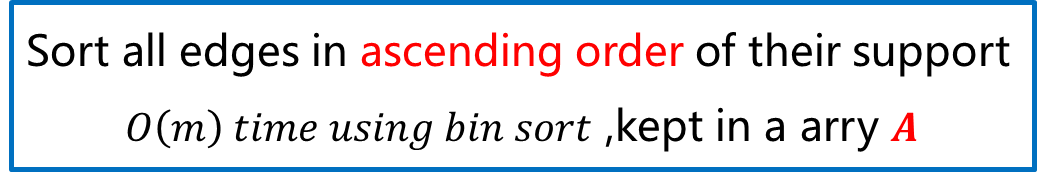 Sort all edges in ascending order of their support
O(m) time using bin sort ,kept in a arry A